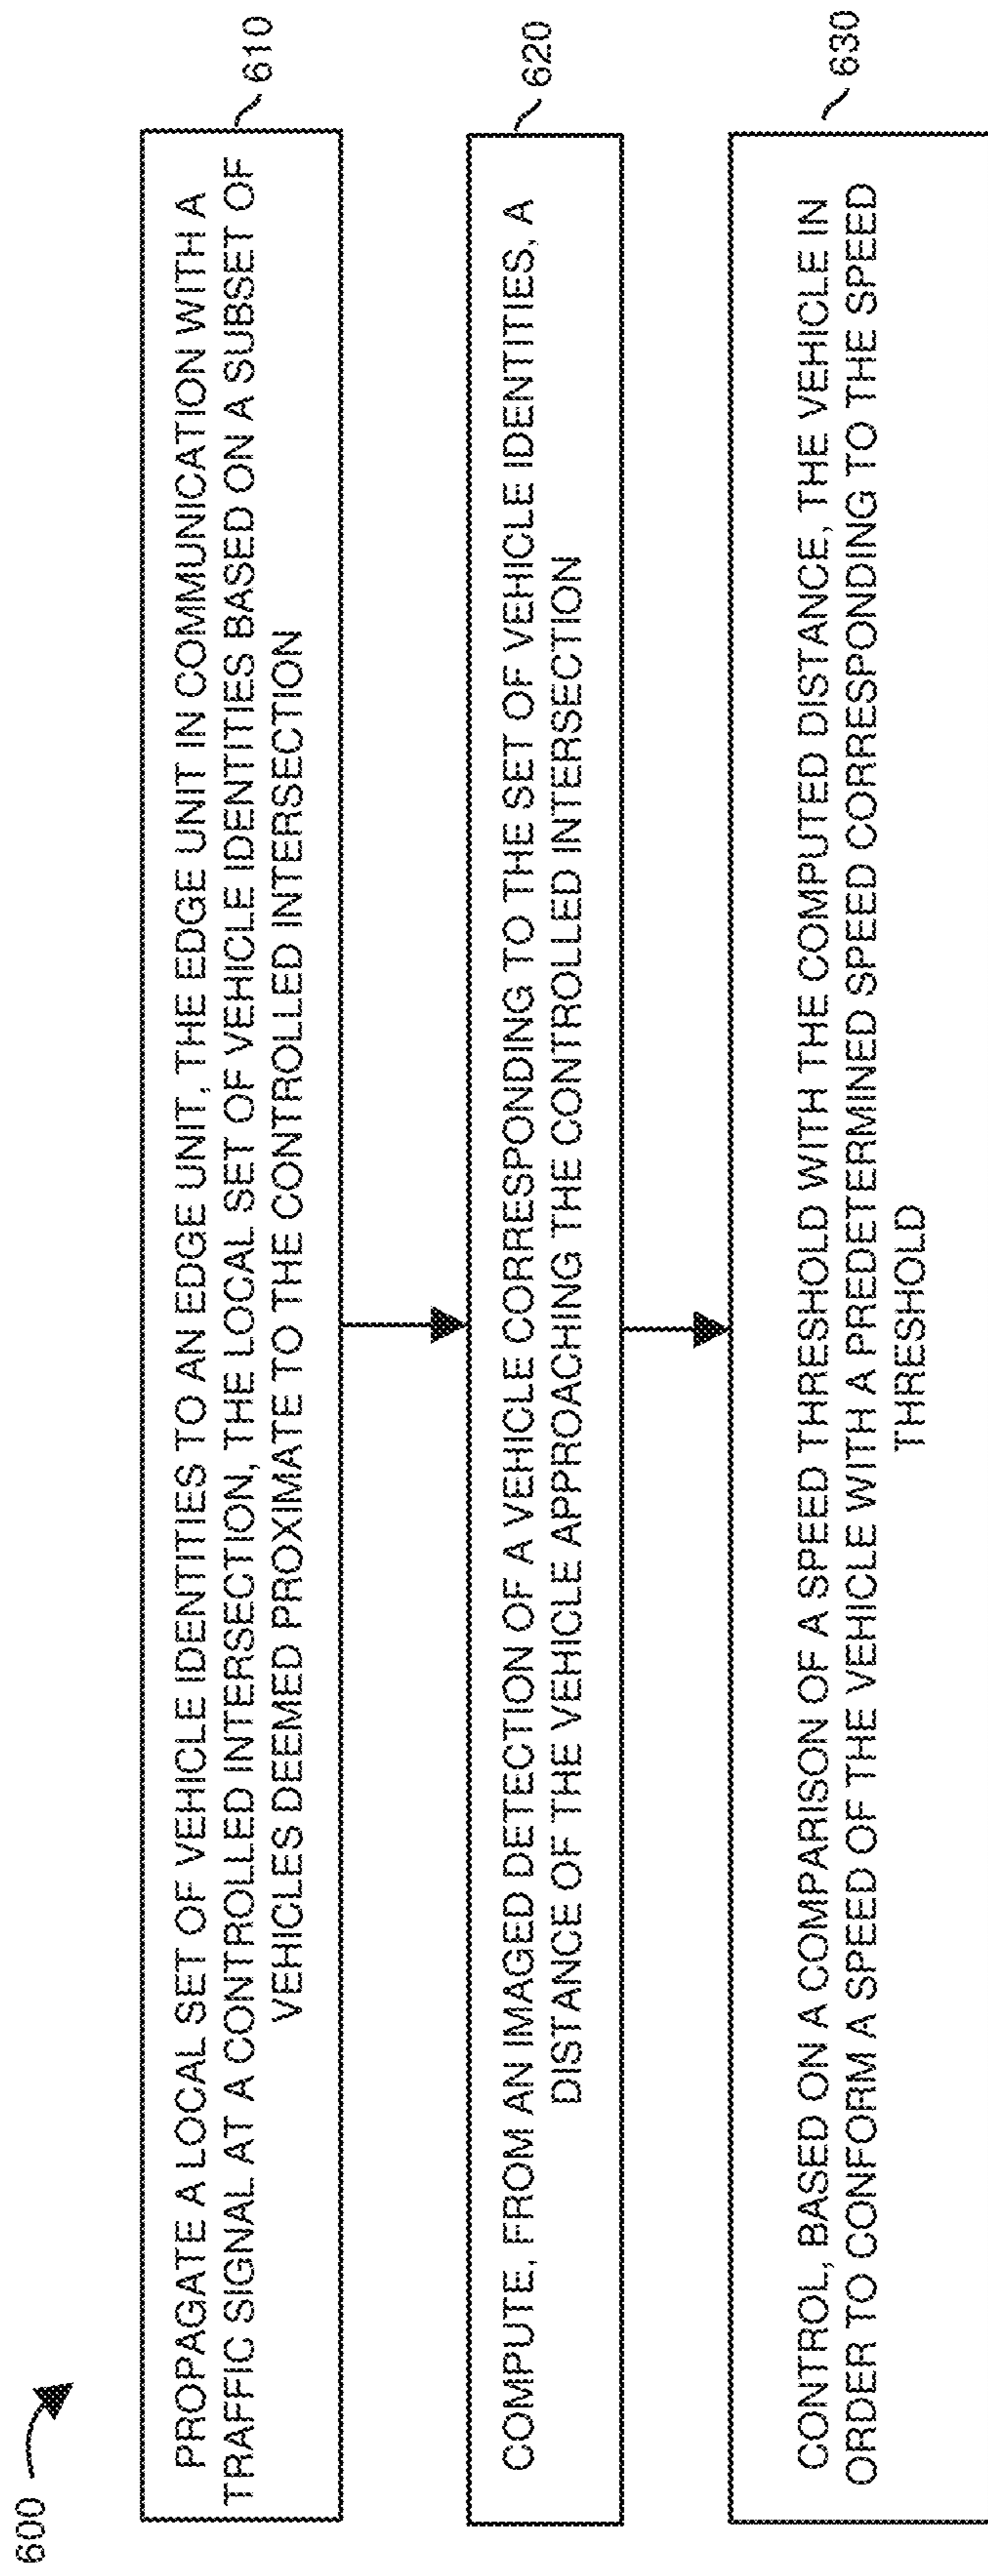 600
PROPAGATE A LOCAL SET OF VEHICLE IDENTITIES TO AN EDGE UNIT, THE EDGE UNIT IN COMMUNICATION WITH A
TRAFFIC SIGNAL AT A CONTROLLED INTERSECTION, THE LOCAL SET OF VEHICLE IDENTITIES BASED ON A SUBSET OF
VEHICLES DEEMED PROXIMATE TO THE CONTROLLED INTERSECTION
610
COMPUTE, FROM AN IMAGED DETECTION OF A VEHICLE CORRESPONDING TO THE SET OF VEHICLE IDENTITIES, A
DISTANCE OF THE VEHICLE APPROACHING THE CONTROLLED INTERSECTION
620
CONTROL, BASED ON A COMPARISON OF A SPEED THRESHOLD WITH THE COMPUTED DISTANCE, THE VEHICLE IN
ORDER TO CONFORM A SPEED OF THE VEHICLE WITH A PREDETERMINED SPEED CORRESPONDING TO THE SPEED
THRESHOLD
630